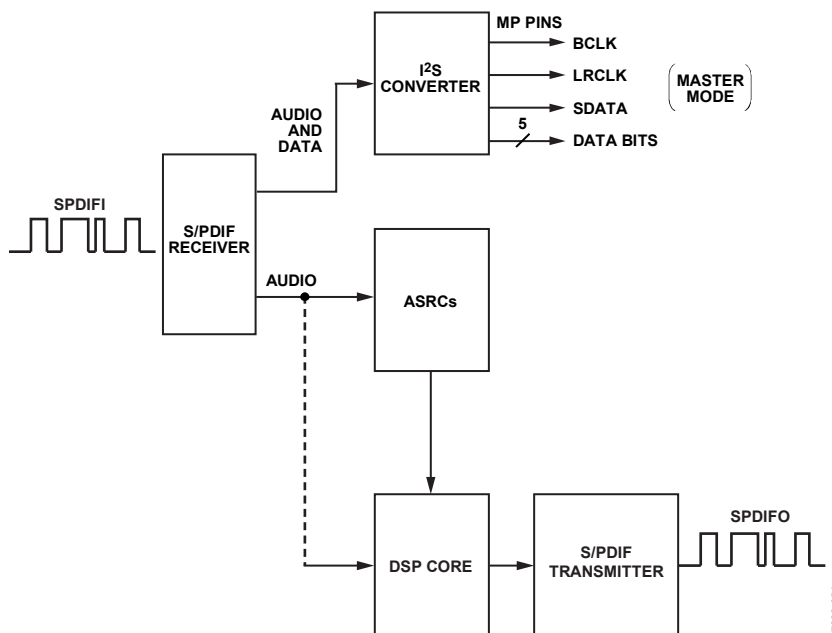 MP PINS
I²S
CONVERTER
BCLK
LRCLK
SDATA
5
DATA BITS
(MASTER
MODE)
AUDIO
AND
DATA
SPDIFI
S/PDIF
RECEIVER
AUDIO
ASRCs
DSP CORE
S/PDIF
TRANSMITTER
SPDIFO